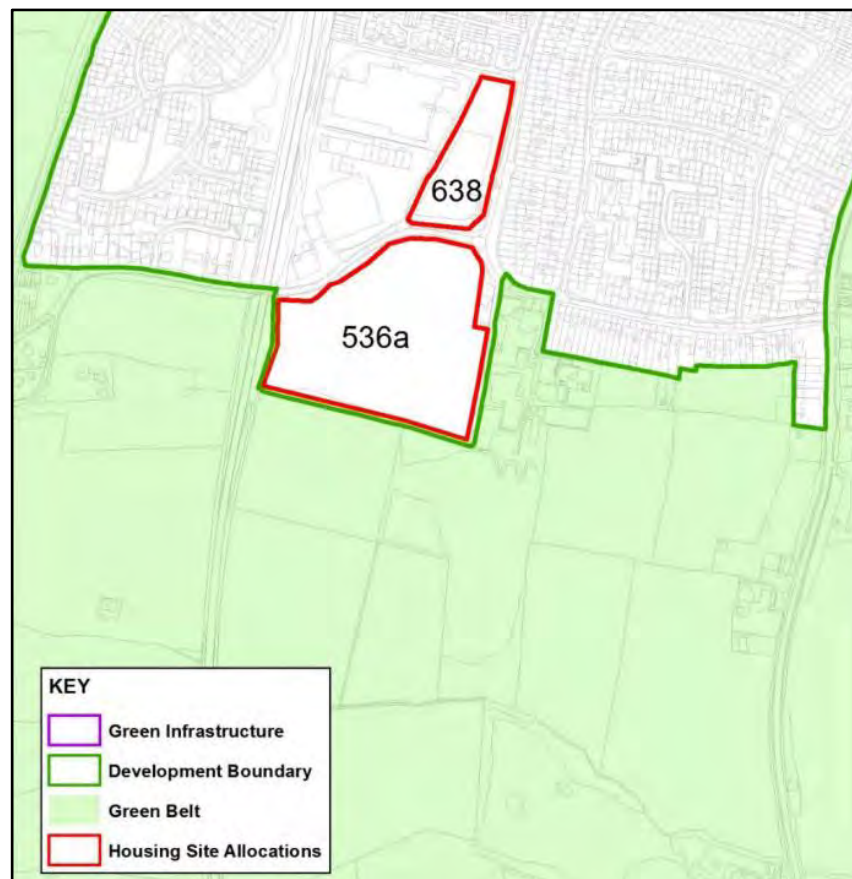 638
536a
KEY
Green Infrastructure
Development Boundary
Green Belt
Housing Site Allocations